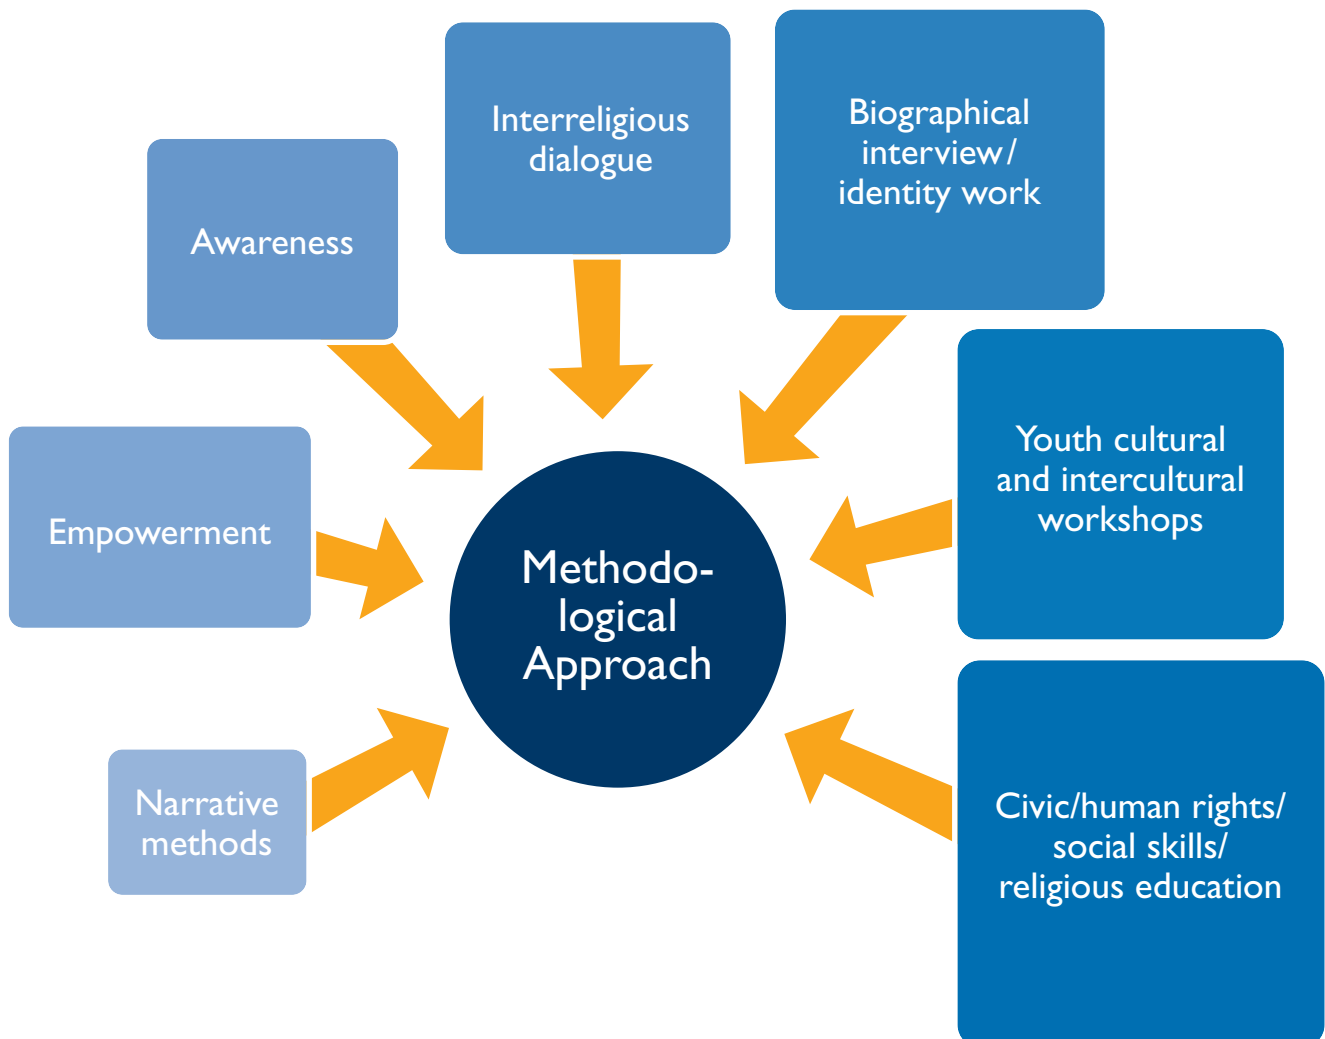 Interreligious
dialogue
Biographical
interview/
identity work
Awareness
Youth cultural
and intercultural
workshops
Empowerment
Methodo-
logical
Approach
Narrative
methods
Civic/human rights/
social skills/
religious education